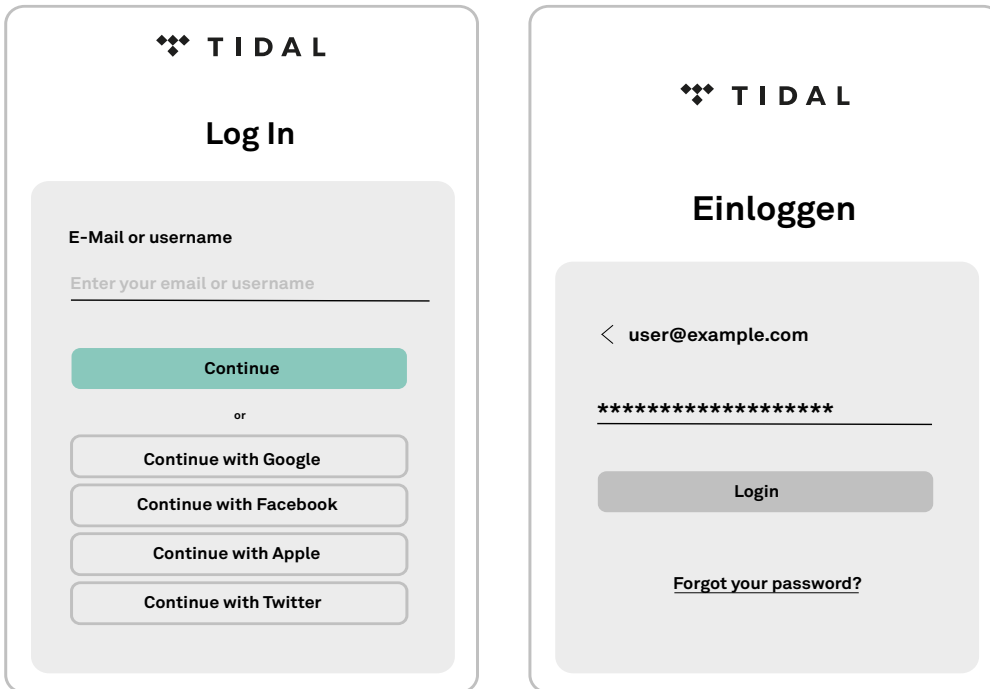 TIDAL
Log In
E-Mail or username
Enter your email or username
Continue
or
Continue with Google
Continue with Facebook
Continue with Apple
Continue with Twitter
TIDAL
Einloggen
user@example.com
*******************
Login
Forgot your password?